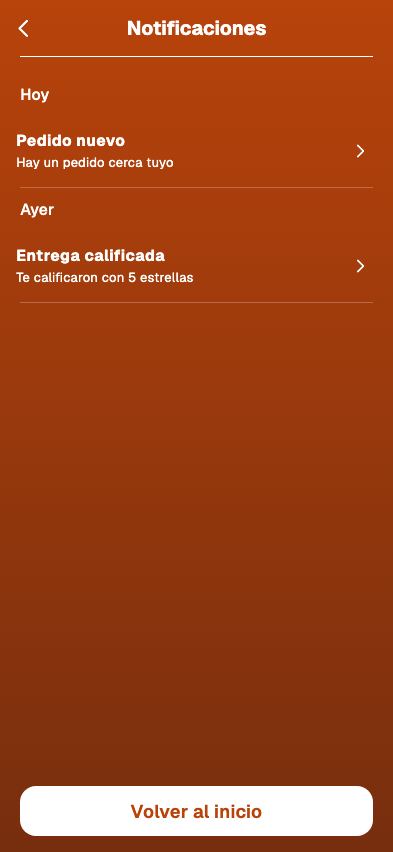 Notificaciones
Hoy
Pedido nuevo
Hay un pedido cerca tuyo
Ayer
Entrega calificada
Te calificaron con 5 estrellas
Volver al inicio